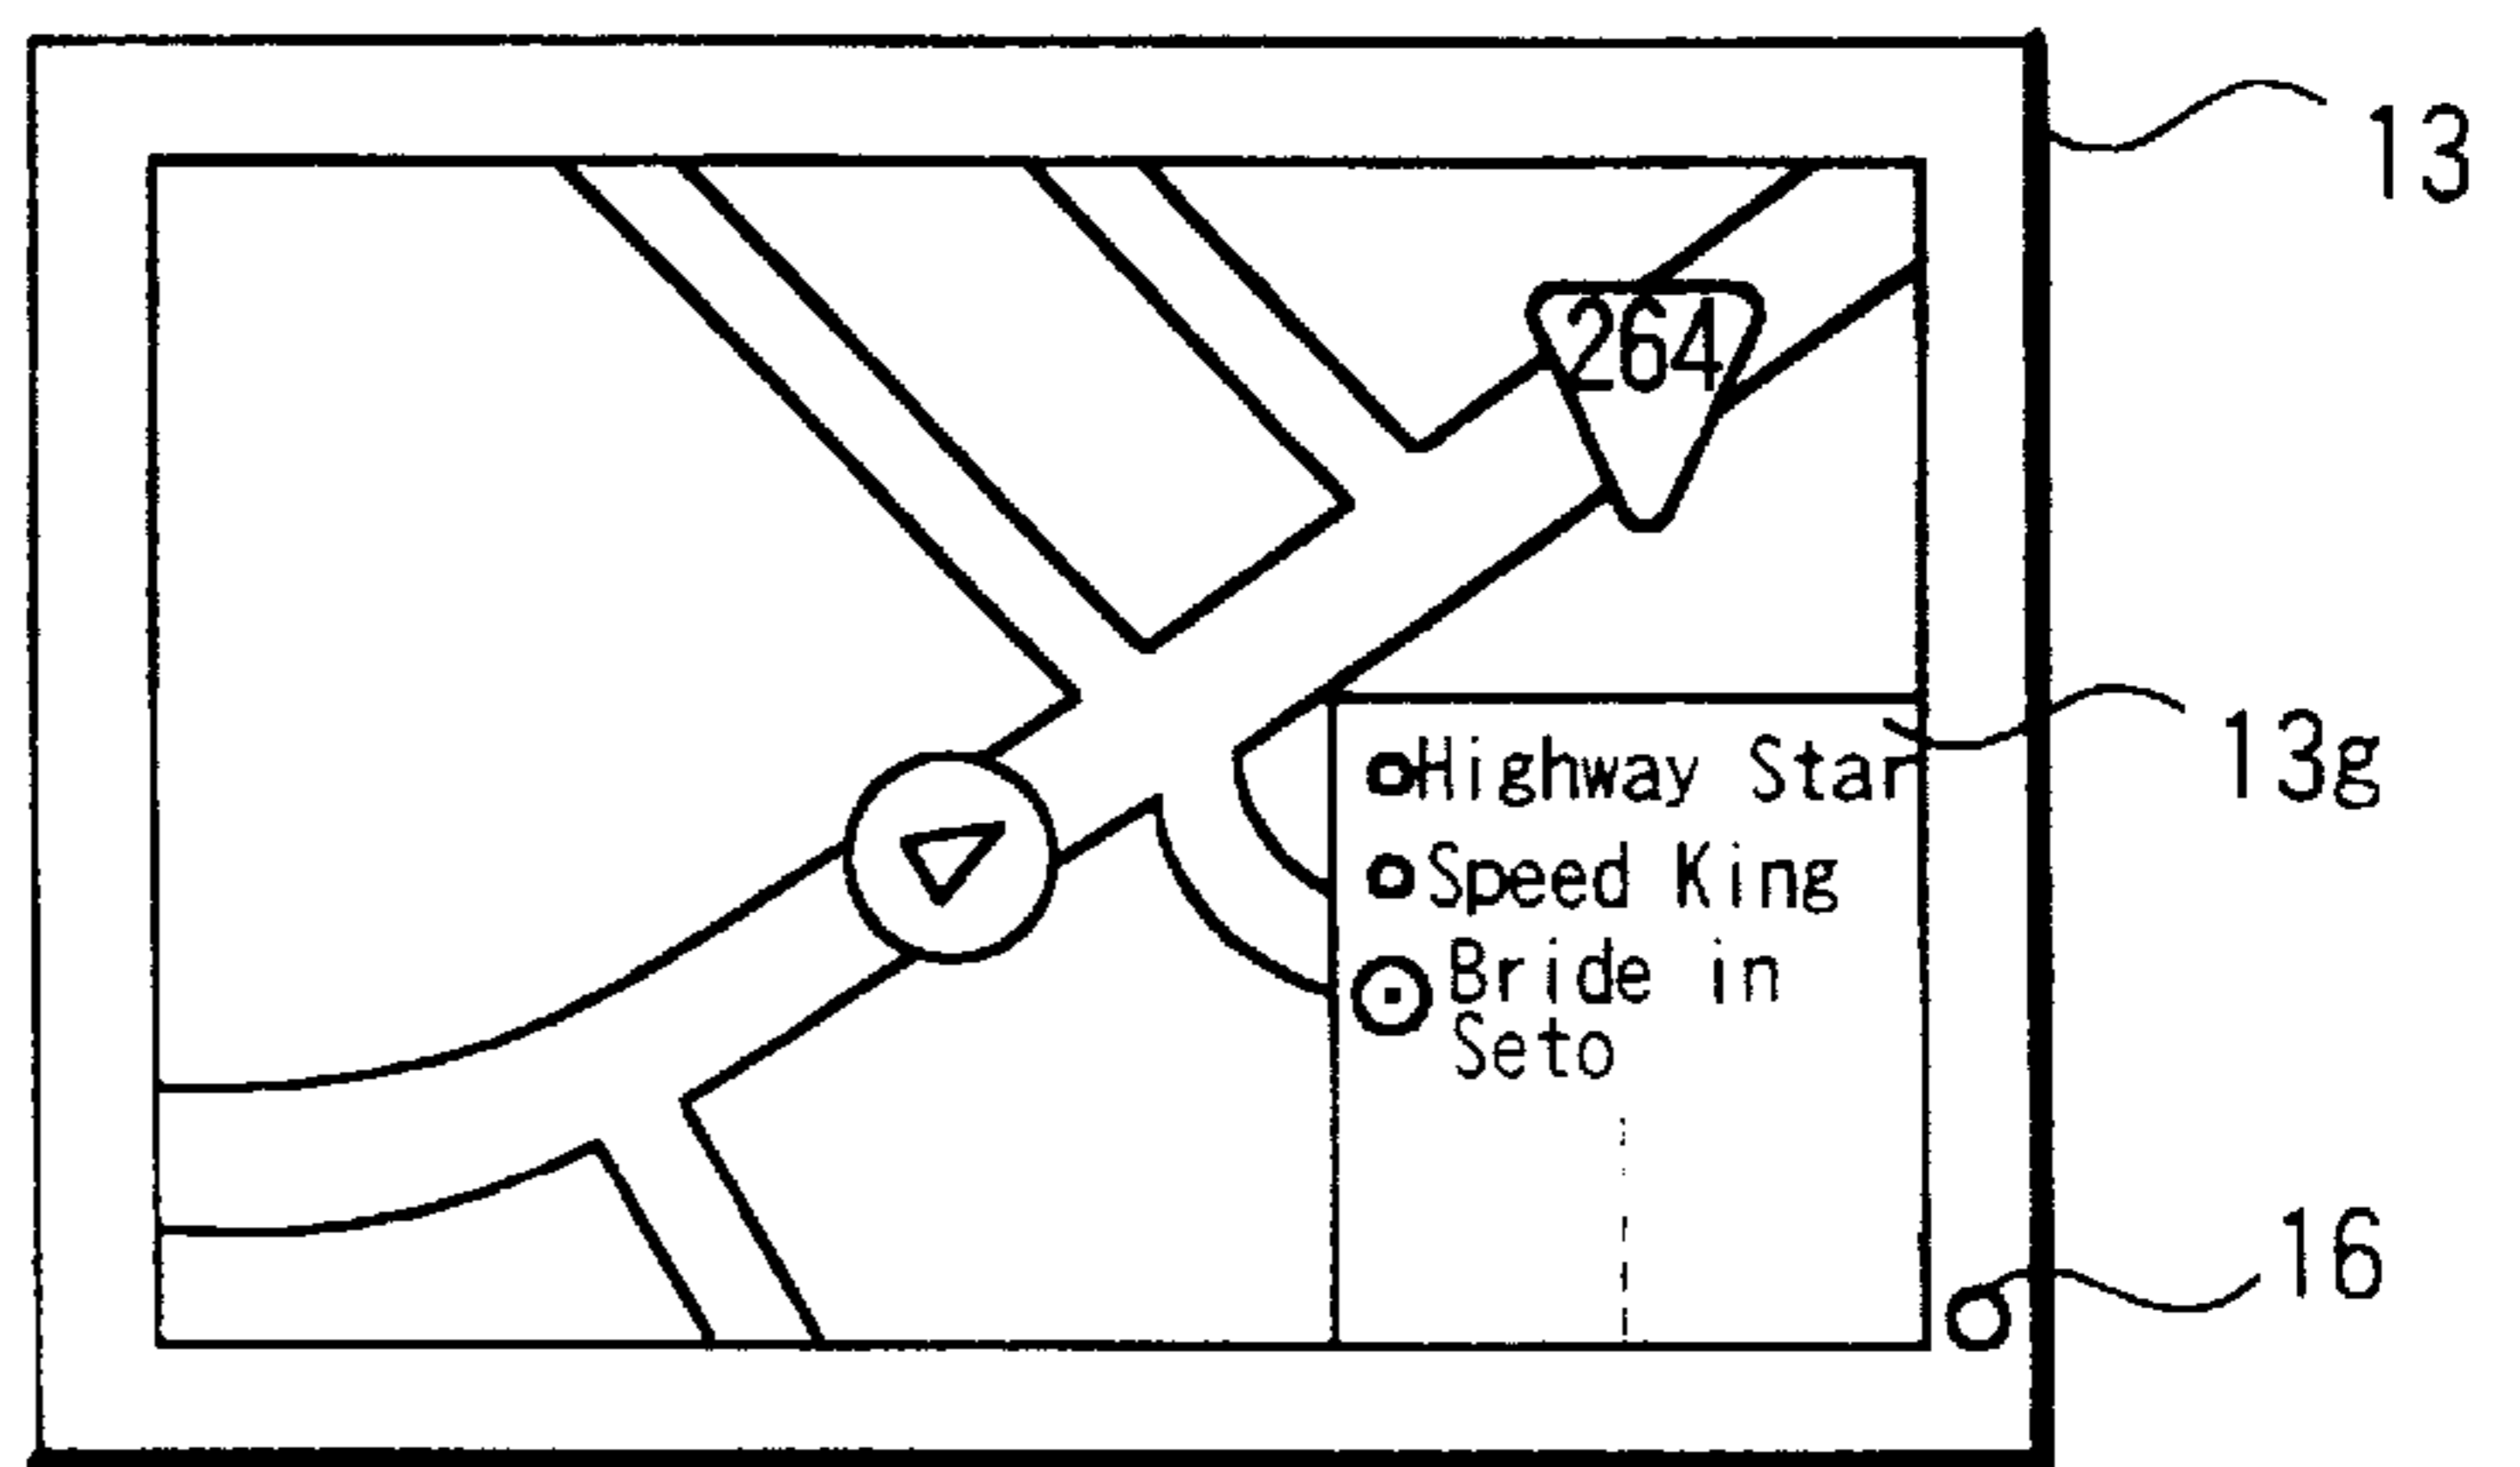 13
264
13g
Highway Star
Speed King
Bride in
Seto
16